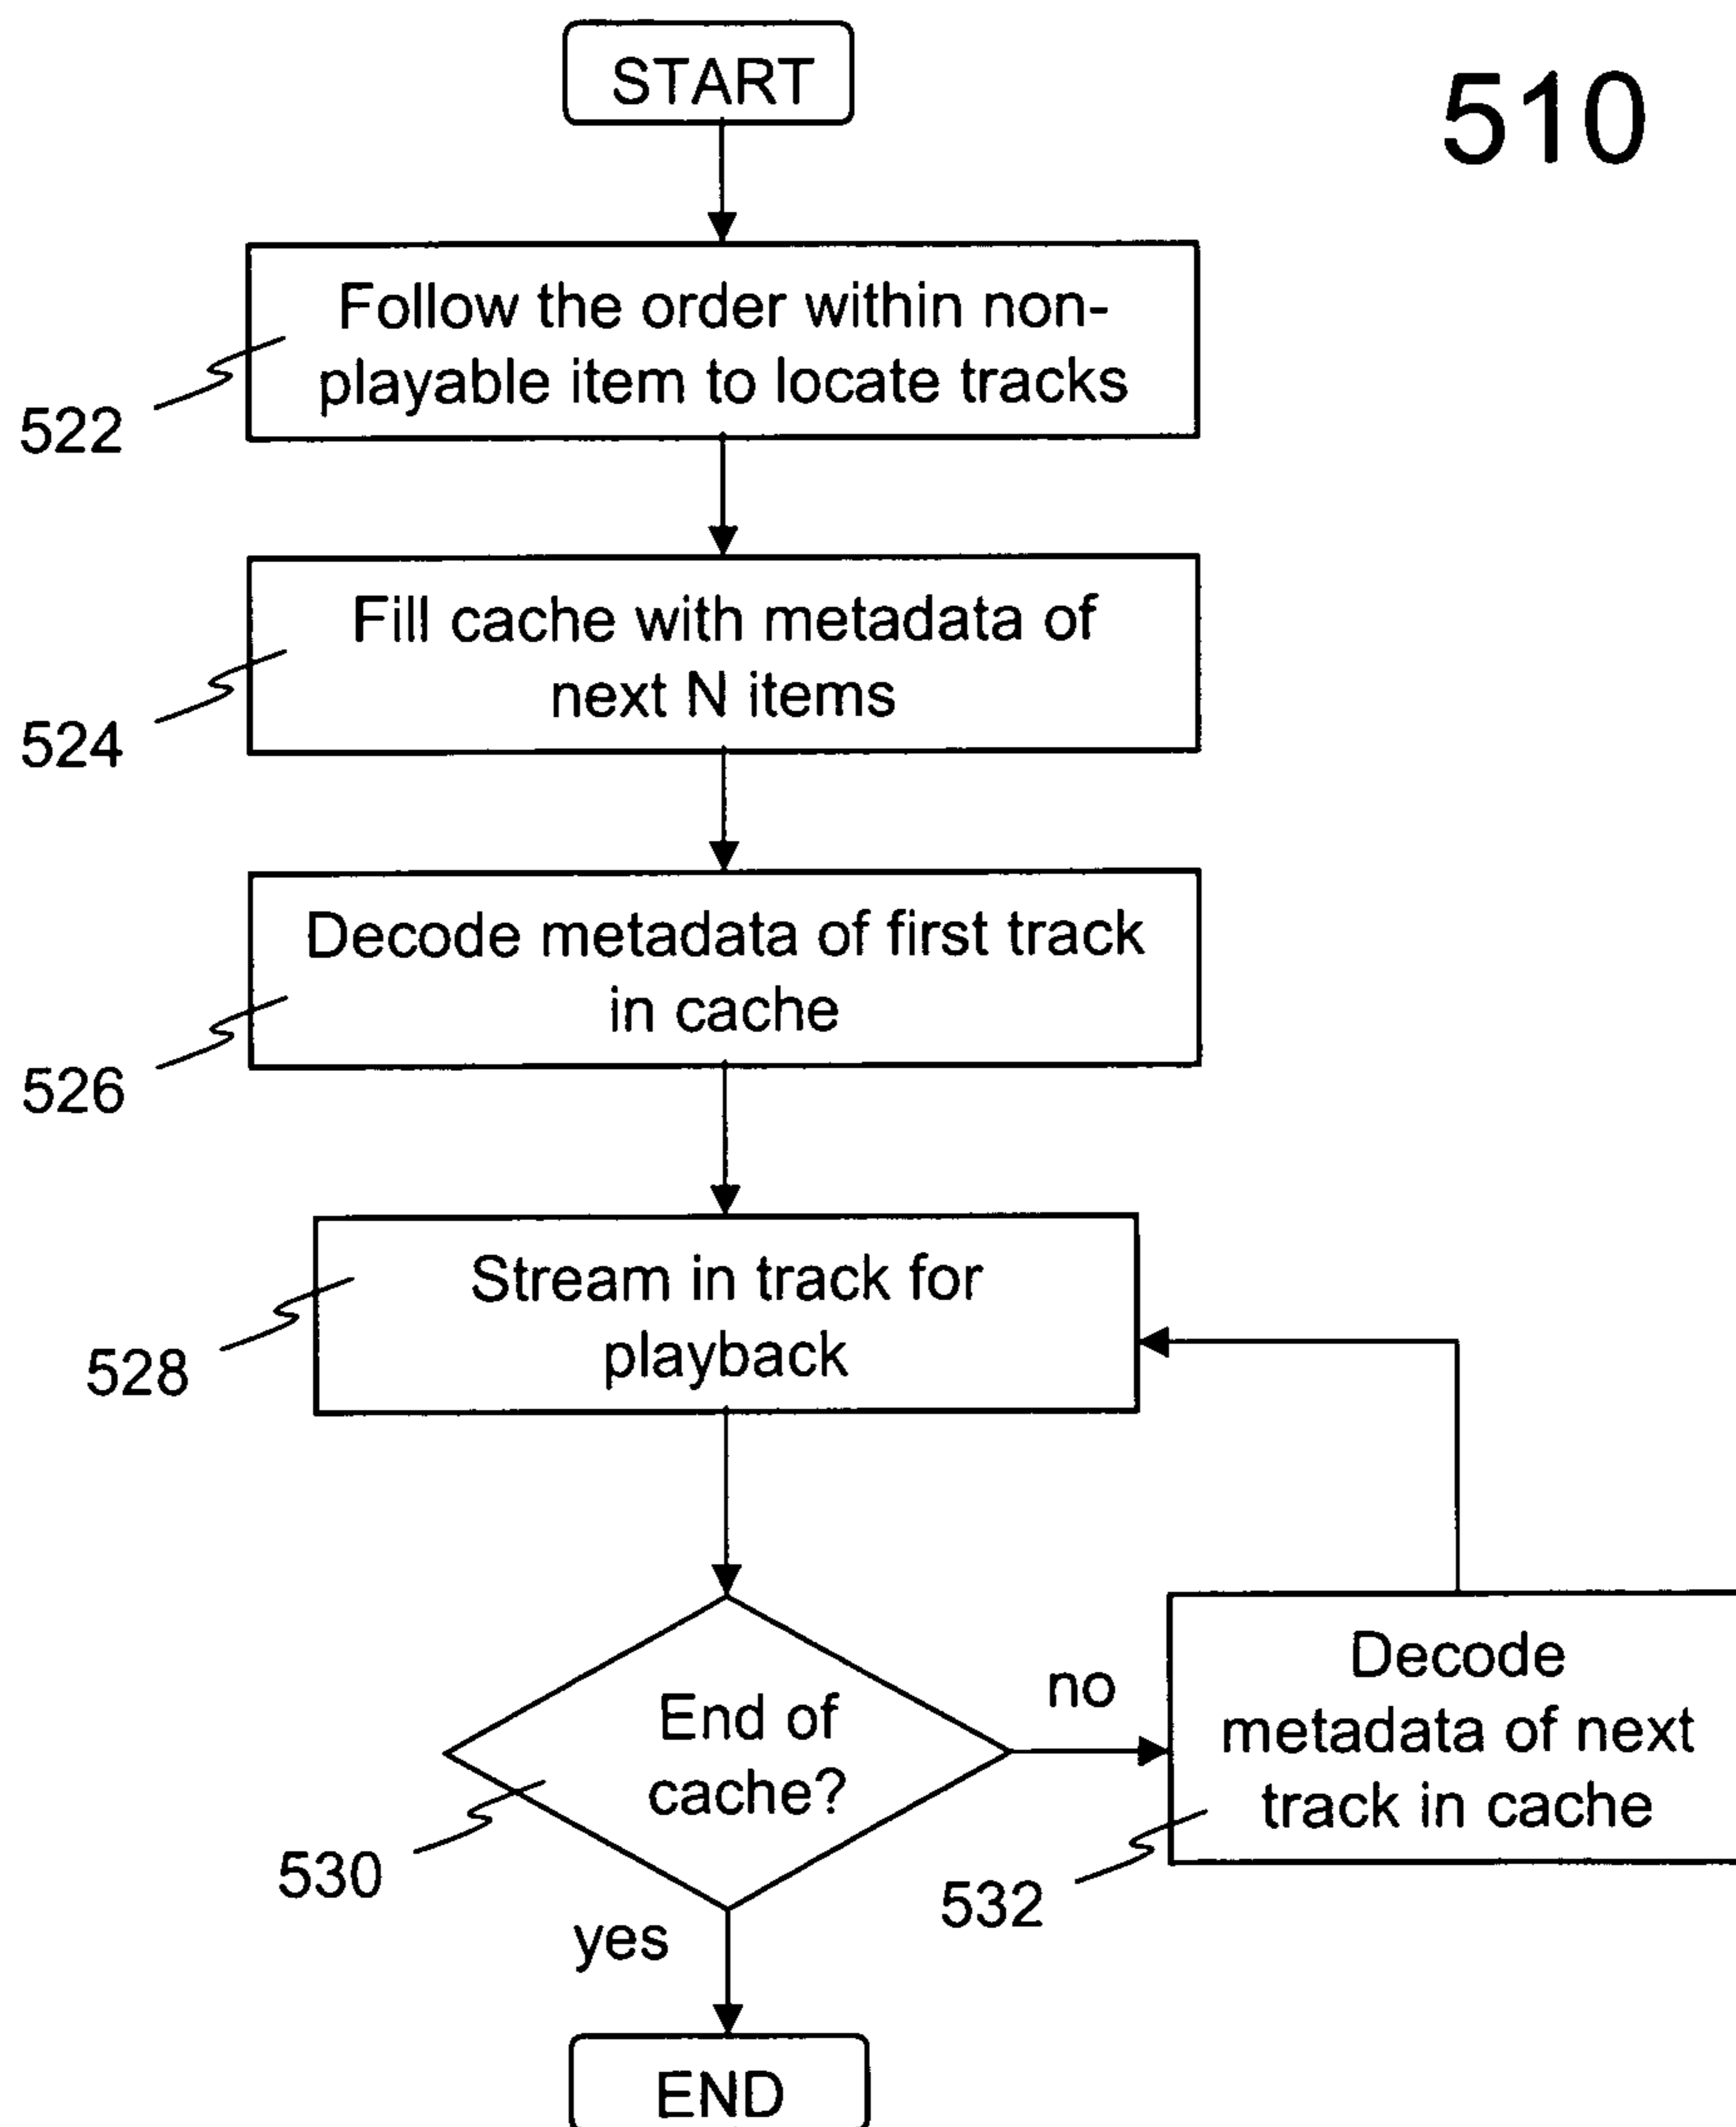 START
510
Follow the order within non-
playable item to locate tracks
522
Fill cache with metadata of
next N items
524
Decode metadata of first track
in cache
526
Stream in track for
playback
528
End of
cache?
530
no
Decode
metadata of next
track in cache
532
yes
END